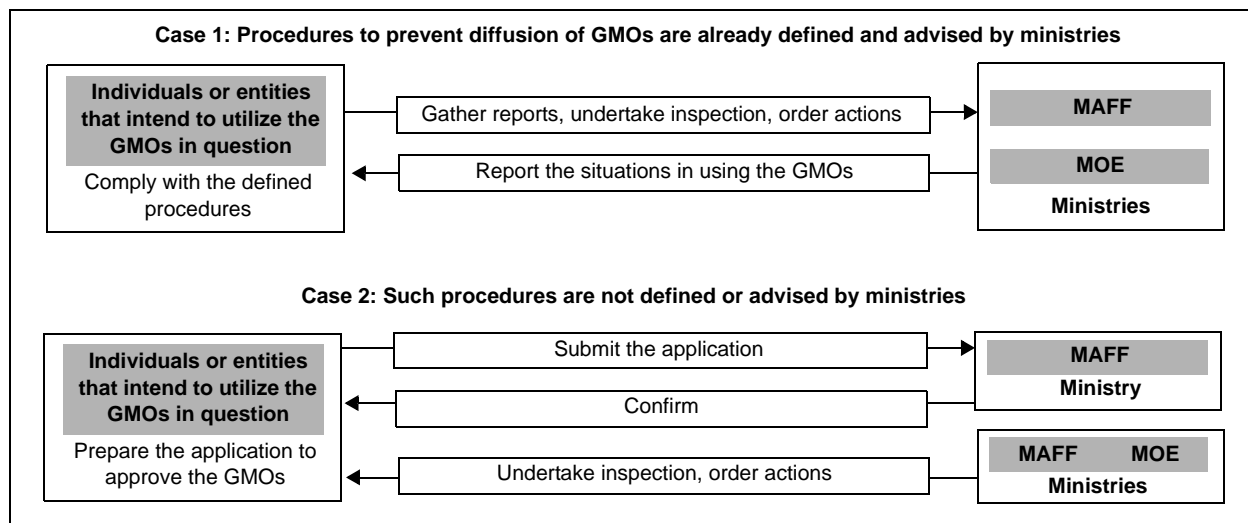 Case 1: Procedures to prevent diffusion of GMOs are already defined and advised by ministries
Individuals or entities
that intend to utilize the
GMOs in question
Comply with the defined
procedures
Gather reports, undertake inspection, order actions
Report the situations in using the GMOs
MAFF
MOE
Ministries
Case 2: Such procedures are not defined or advised by ministries
Individuals or entities
that intend to utilize the
GMOs in question
Prepare the application to
approve the GMOs
Submit the application
Confirm
Undertake inspection, order actions
MAFF
Ministry
MAFF MOE
Ministries